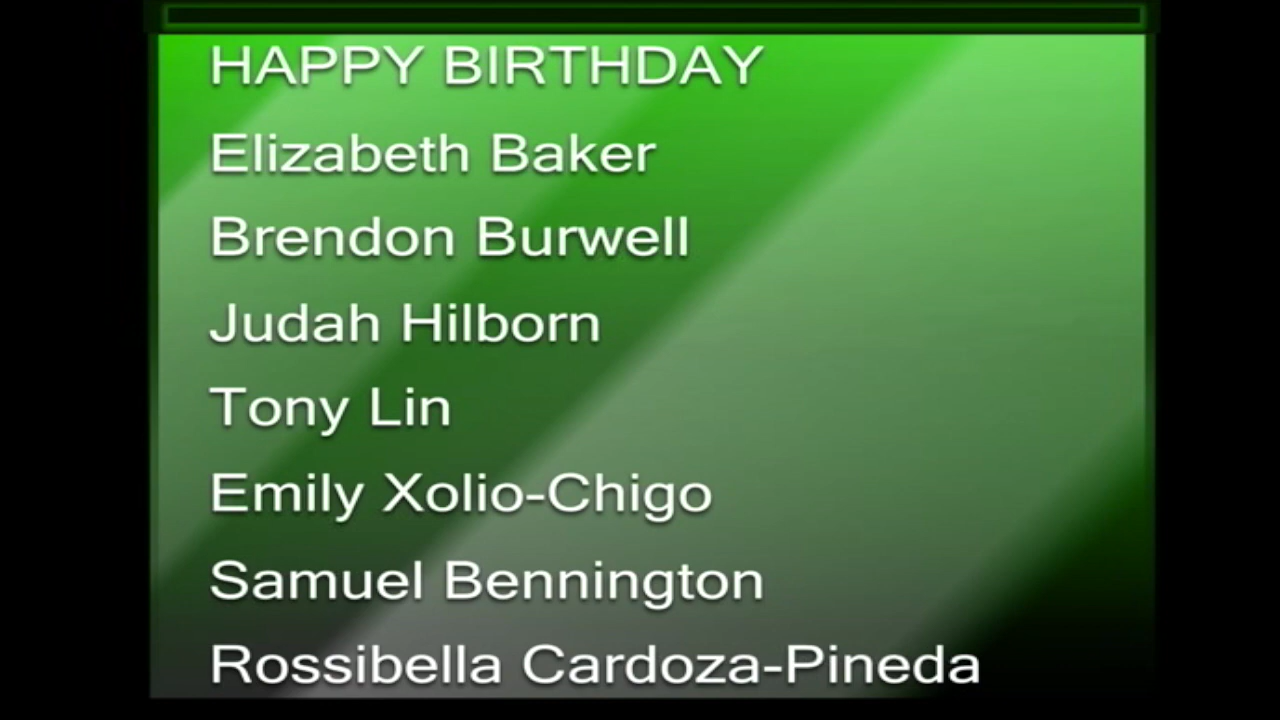 HAPPY BIRTHDAY
Elizabeth Baker
Brendon Burwell
Judah Hilborn
Tony Lin
Emily Xolio-Chigo
Samuel Bennington
Rossibella Cardoza-Pineda